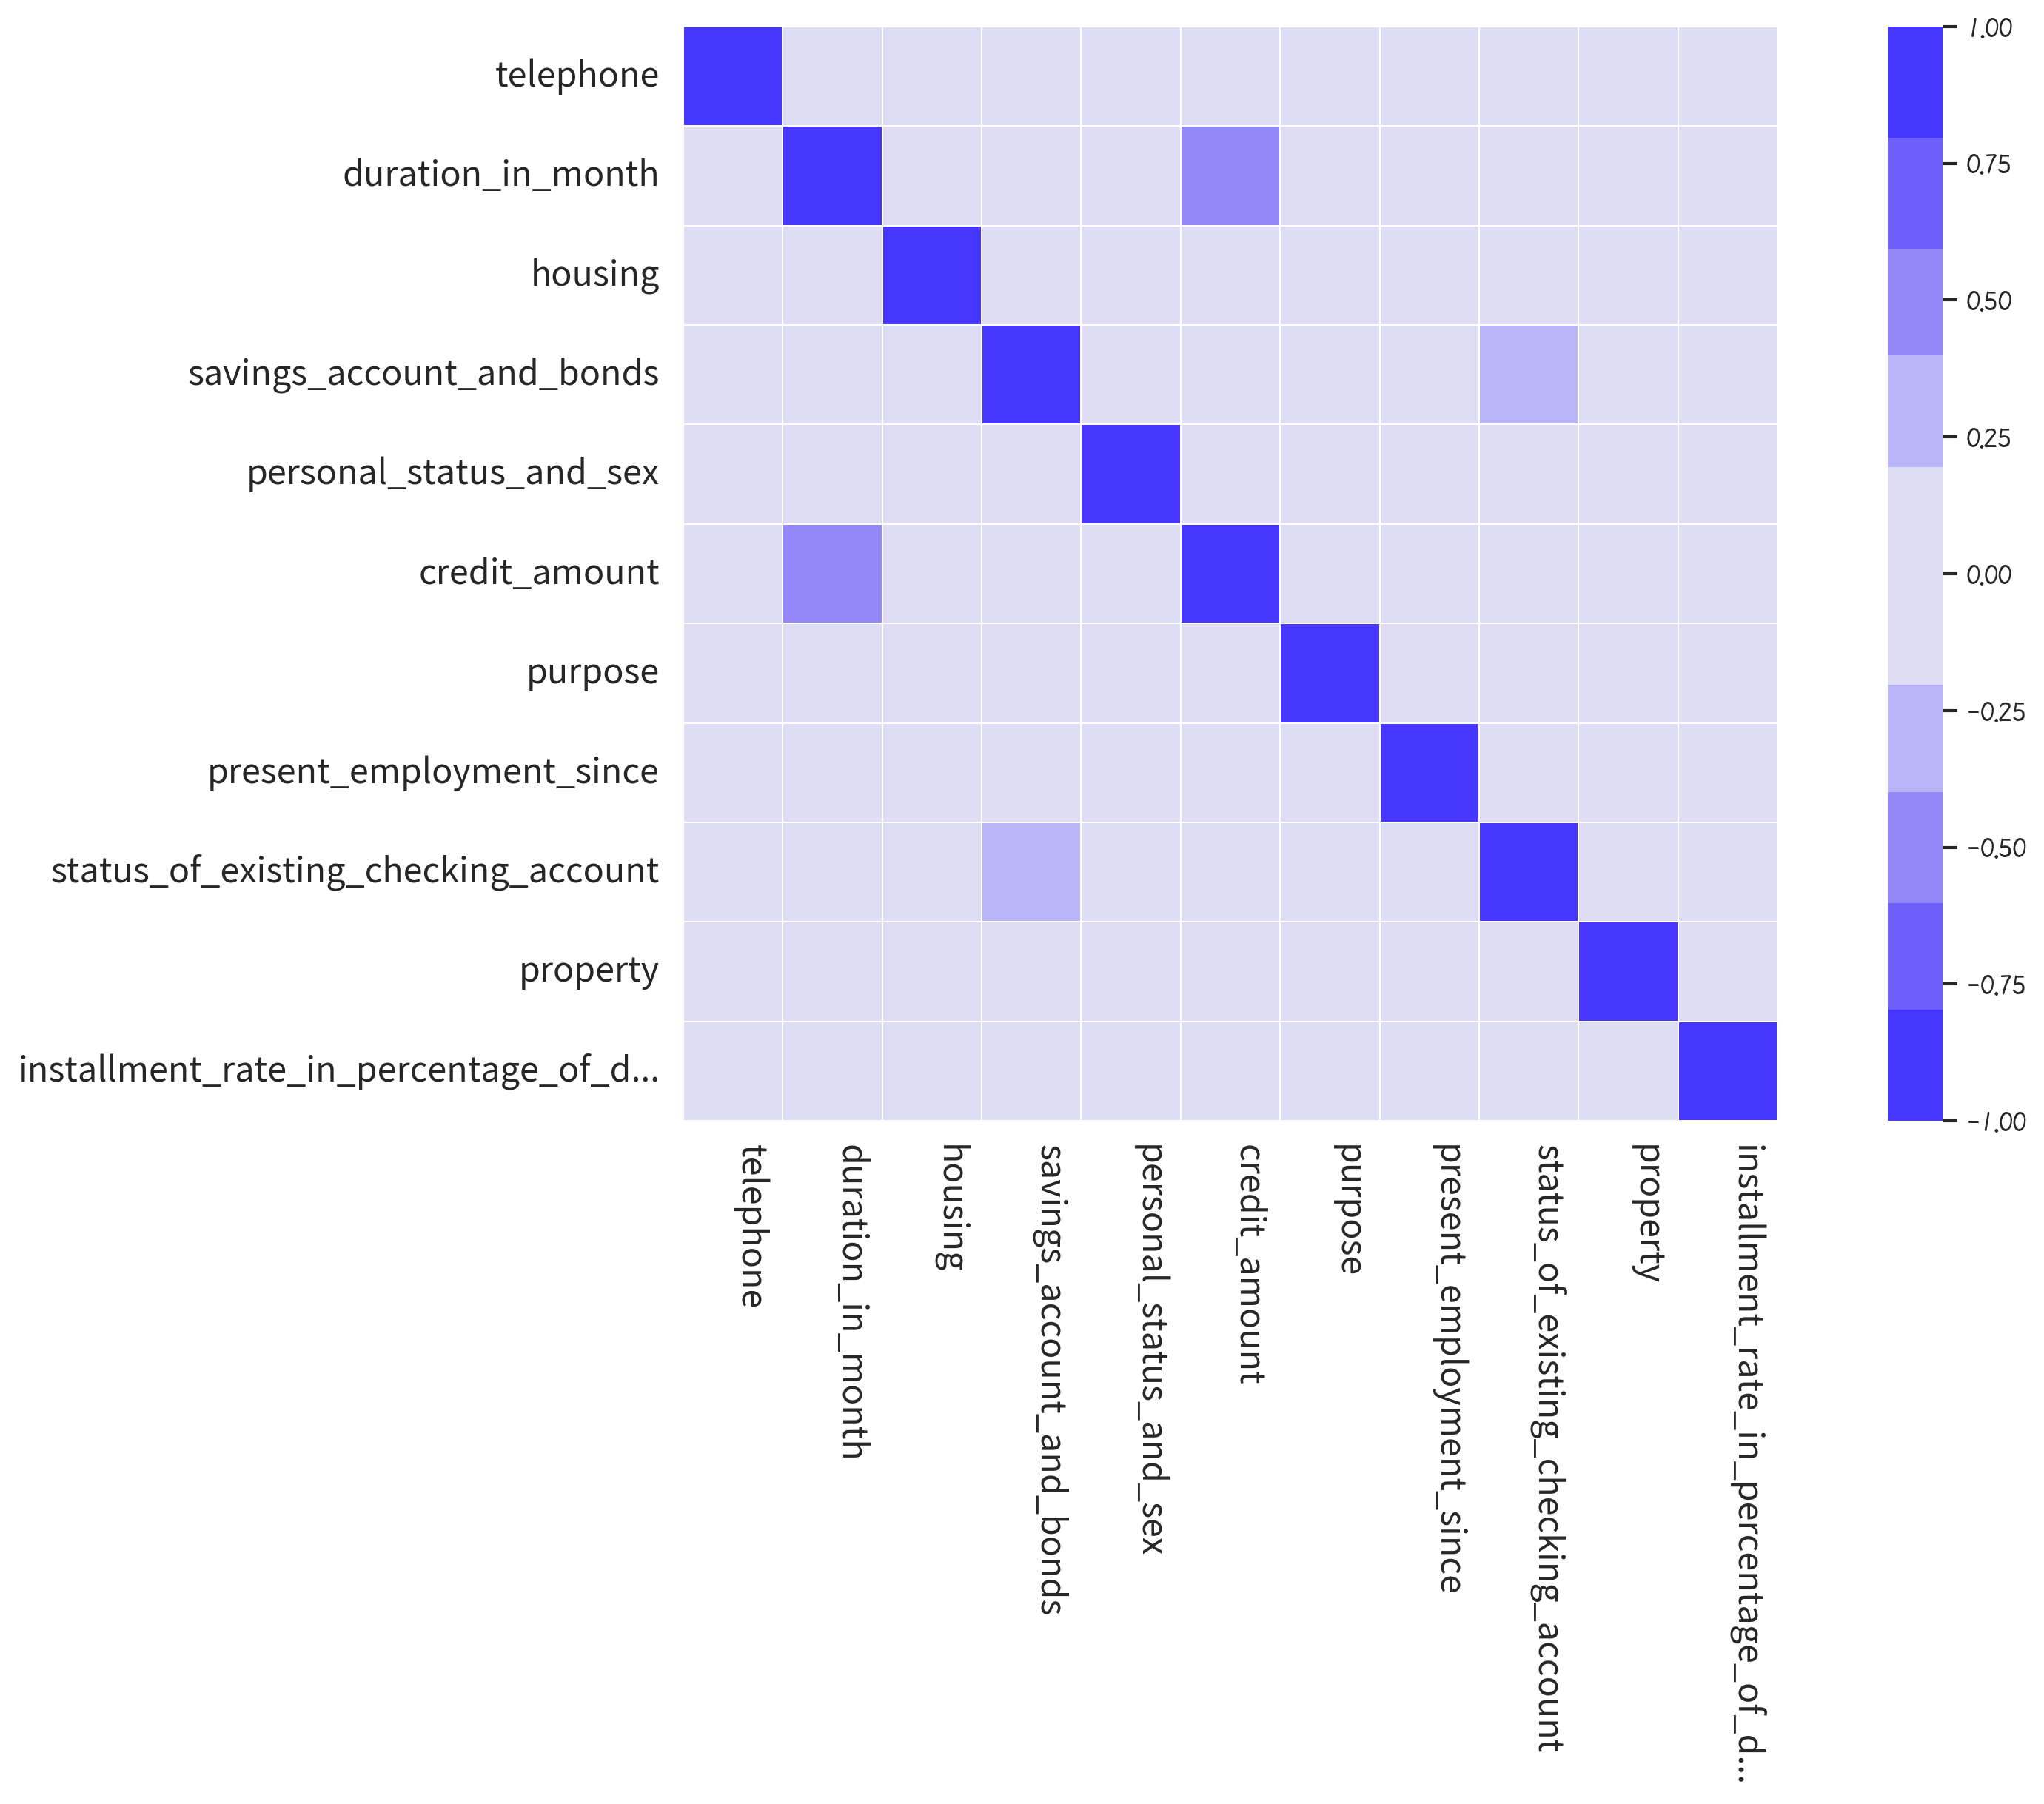 telephone
duration_in_month
housing
savings_account_and_bonds
personal_status_and_sex
credit_amount
purpose
present_employment_since
status_of_existing_checking_account
property
installment_rate_in_percentage_of_d...
telephone
duration_in_month
housing
savings_account_and_bonds
personal_status_and_sex
credit_amount
purpose
present_employment_since
status_of_existing_checking_account
property
installment_rate_in_percentage_of_d...
1.00
0.75
0.50
0.25
0.00
−0.25
−0.50
−0.75
−1.00